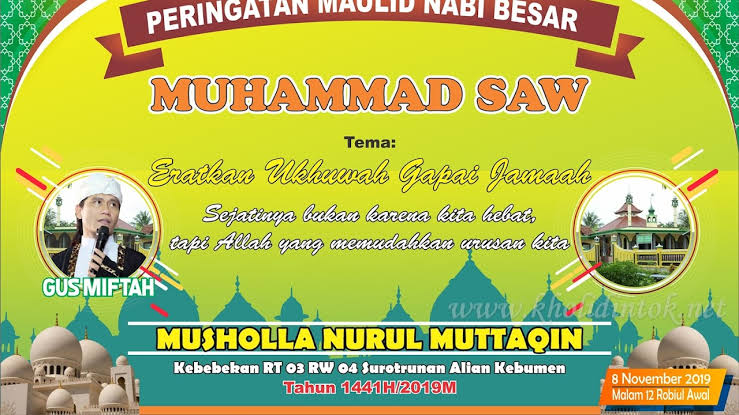 PERINGATAN MAULID NABI BESAR
MUHAMMAD SAW
Tema:
Eratkan Ukhuwah Gapai Jamaah
Sejatinya bukan karena kita hebat,
tapi Allah yang memudahkan urusan kita
GUS MIFTAH
www.kholidintok.net
MUSHOLLA NURUL MUTTAQIN
Kebebekan RT 03 RW 04 Surotrunan Alian Kebumen
Tahun 1441H/2019M
8 November 2019
Malam 12 Robiul Awal